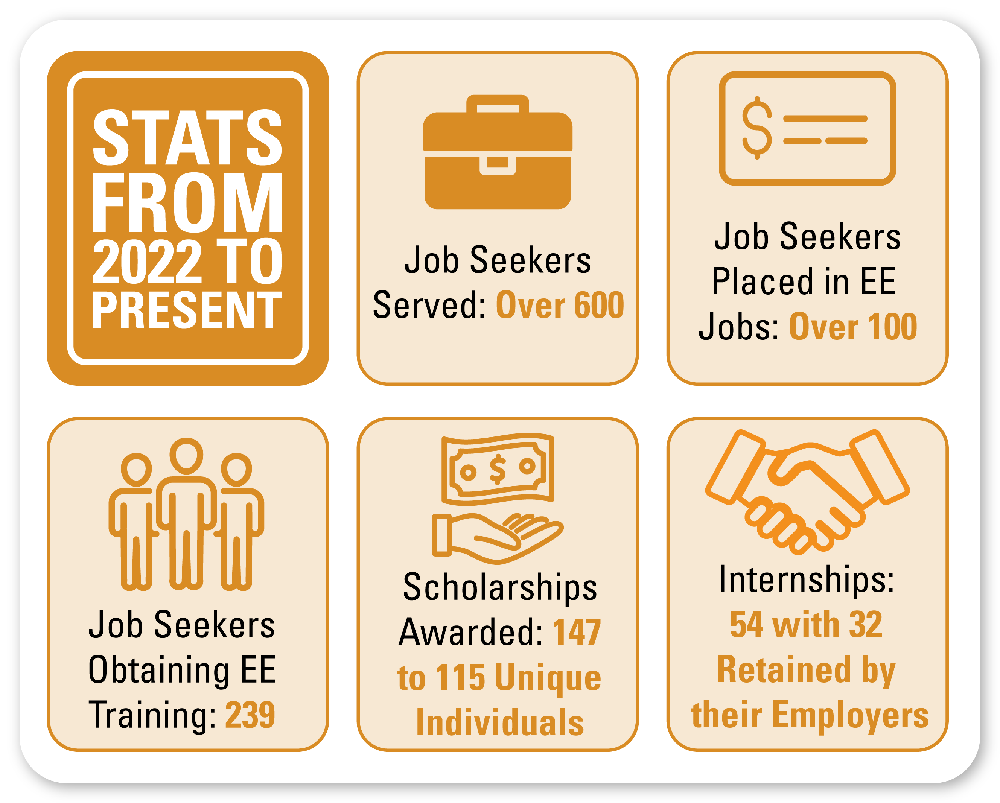 STATS
FROM
2022 TO
PRESENT
Job Seekers
Served: Over 600
Job Seekers
Placed in EE
Jobs: Over 100
Job Seekers
Obtaining EE
Training: 239
Scholarships
Awarded: 147
to 115 Unique
Individuals
Internships:
54 with 32
Retained by
their Employers